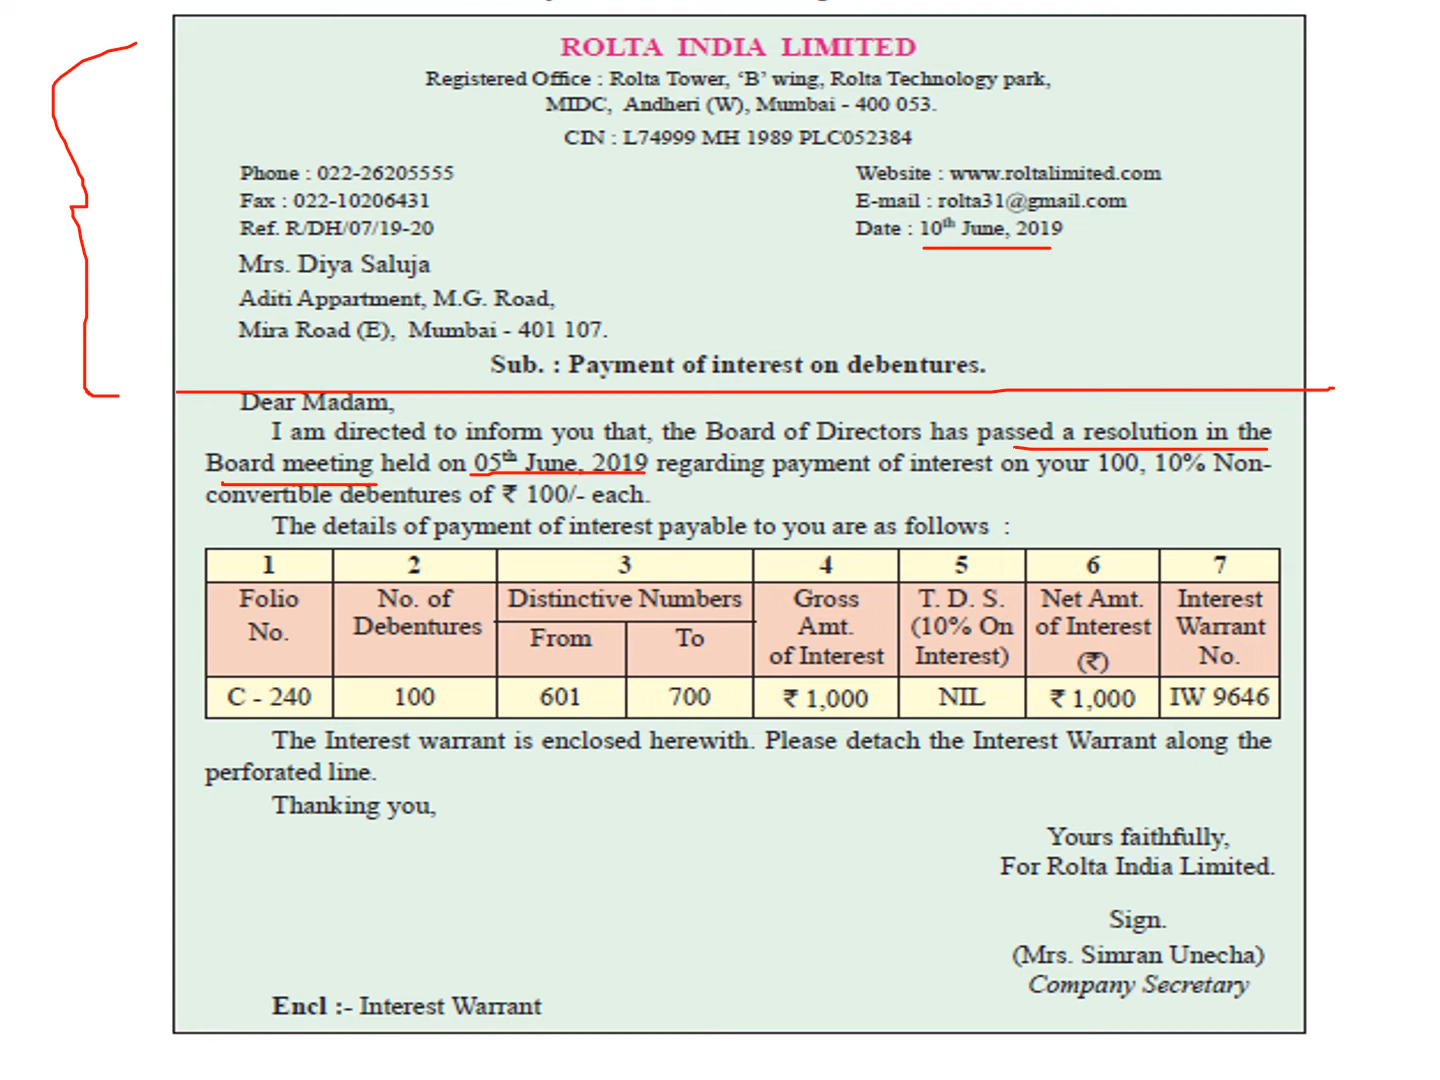 ROLTA INDIA LIMITED
Registered Office : Rolta Tower, ‘B’ wing, Rolta Technology park,
MIDC, Andheri (W), Mumbai - 400 053.
CIN : L74999 MH 1989 PLC052384
Phone : 022-26205555
Website : www.roltalimited.com
Fax : 022-10206431
E-mail : rolta31@gmail.com
Ref. R/DH/07/19-20
Date : 10th June, 2019
Mrs. Diya Saluja
Aditi Appartment, M.G. Road,
Mira Road (E), Mumbai - 401 107.
Sub. : Payment of interest on debentures.
Dear Madam,
I am directed to inform you that, the Board of Directors has passed a resolution in the
Board meeting held on 05th June, 2019 regarding payment of interest on your 100, 10% Non-
convertible debentures of ₹ 100/- each.
The details of payment of interest payable to you are as follows :
1 2 3 4 5 6 7
Folio No. No. of Debentures Distinctive Numbers From To Gross Amt. of Interest T. D. S. (10% On Interest) Net Amt. of Interest (₹) Interest Warrant No.
C - 240 100 601 700 ₹ 1,000 NIL ₹ 1,000 IW 9646
The Interest warrant is enclosed herewith. Please detach the Interest Warrant along the
perforated line.
Thanking you,
Yours faithfully,
For Rolta India Limited.
Sign.
(Mrs. Simran Unecha)
Company Secretary
Encl :- Interest Warrant